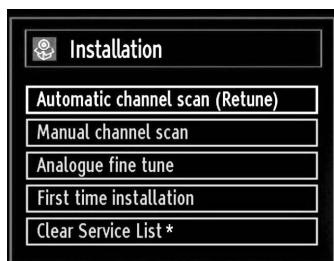 Installation
Automatic channel scan (Retune)
Manual channel scan
Analogue fine tune
First time installation
Clear Service List *